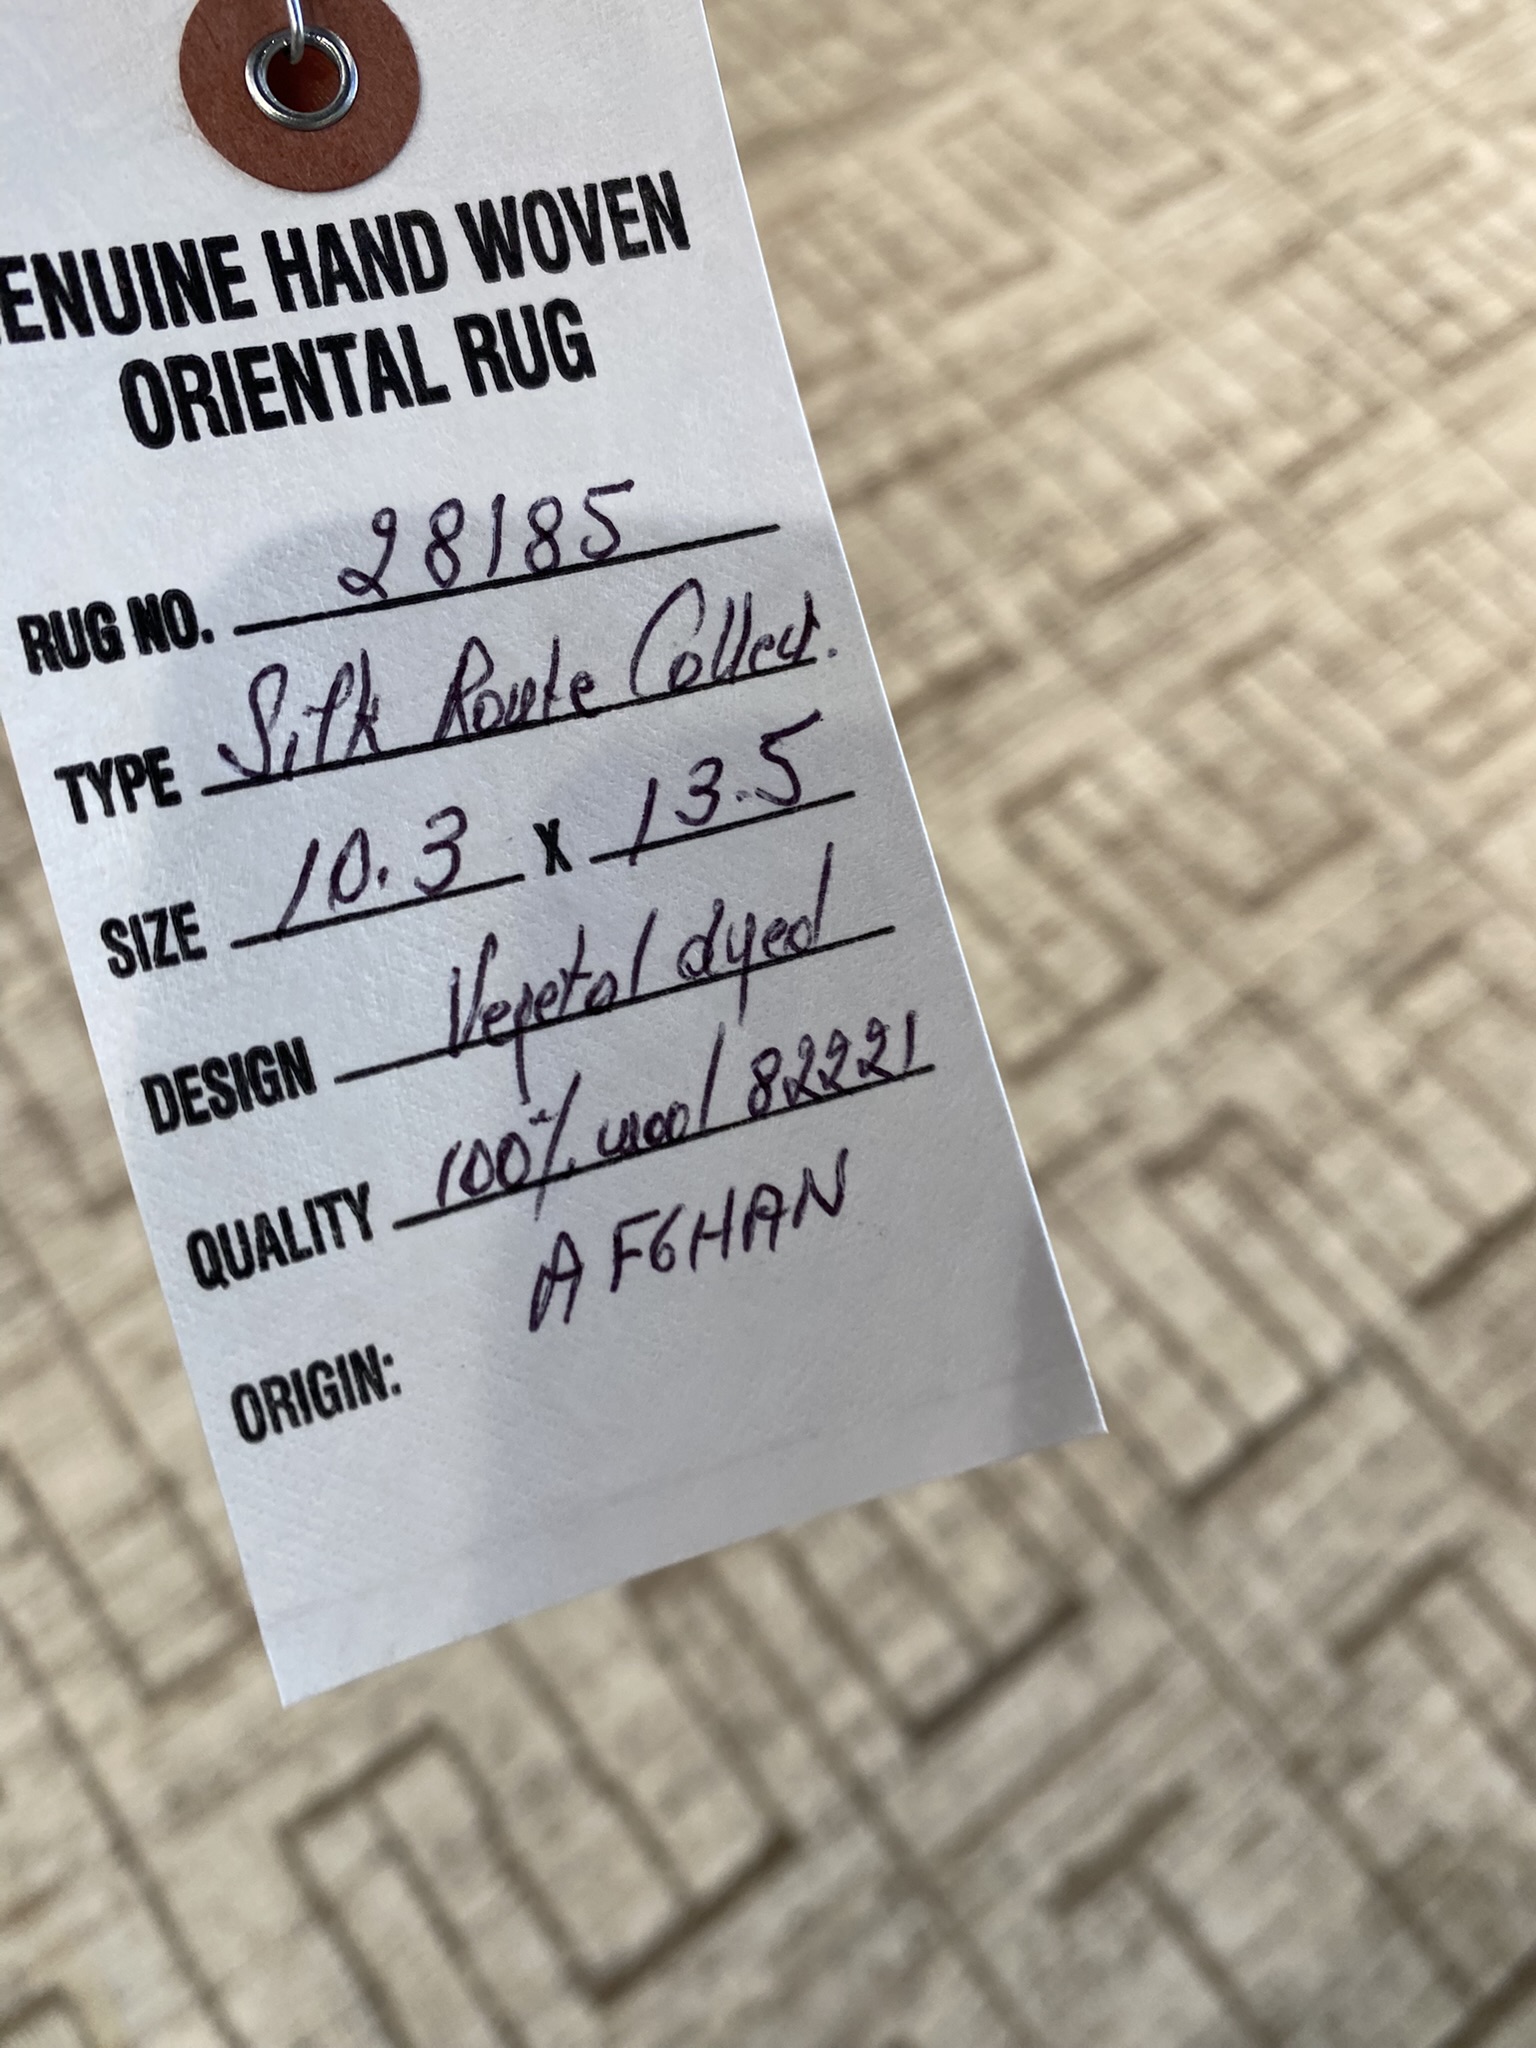 ENUINE HAND WOVEN
ORIENTAL RUG
RUG NO. 28185
TYPE Silk Route Collect.
SIZE 10.3 X 13.5
DESIGN Vegetal dyed
QUALITY 100% wool 82221
AFGHAN
ORIGIN: